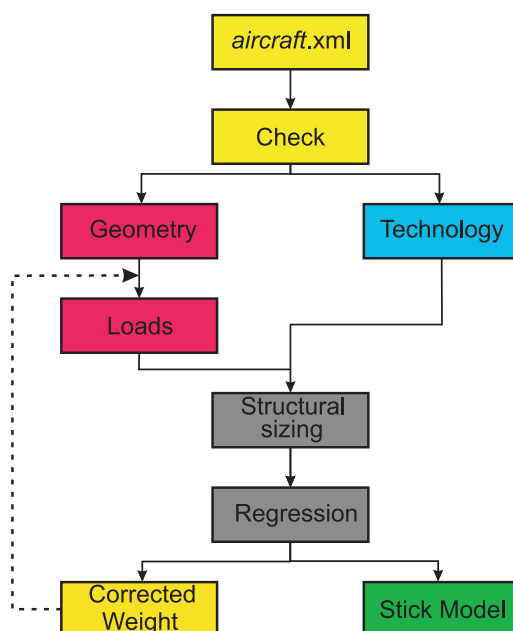 aircraft.xml
Check
Geometry
Technology
Loads
Structural
sizing
Regression
Corrected
Weight
Stick Model